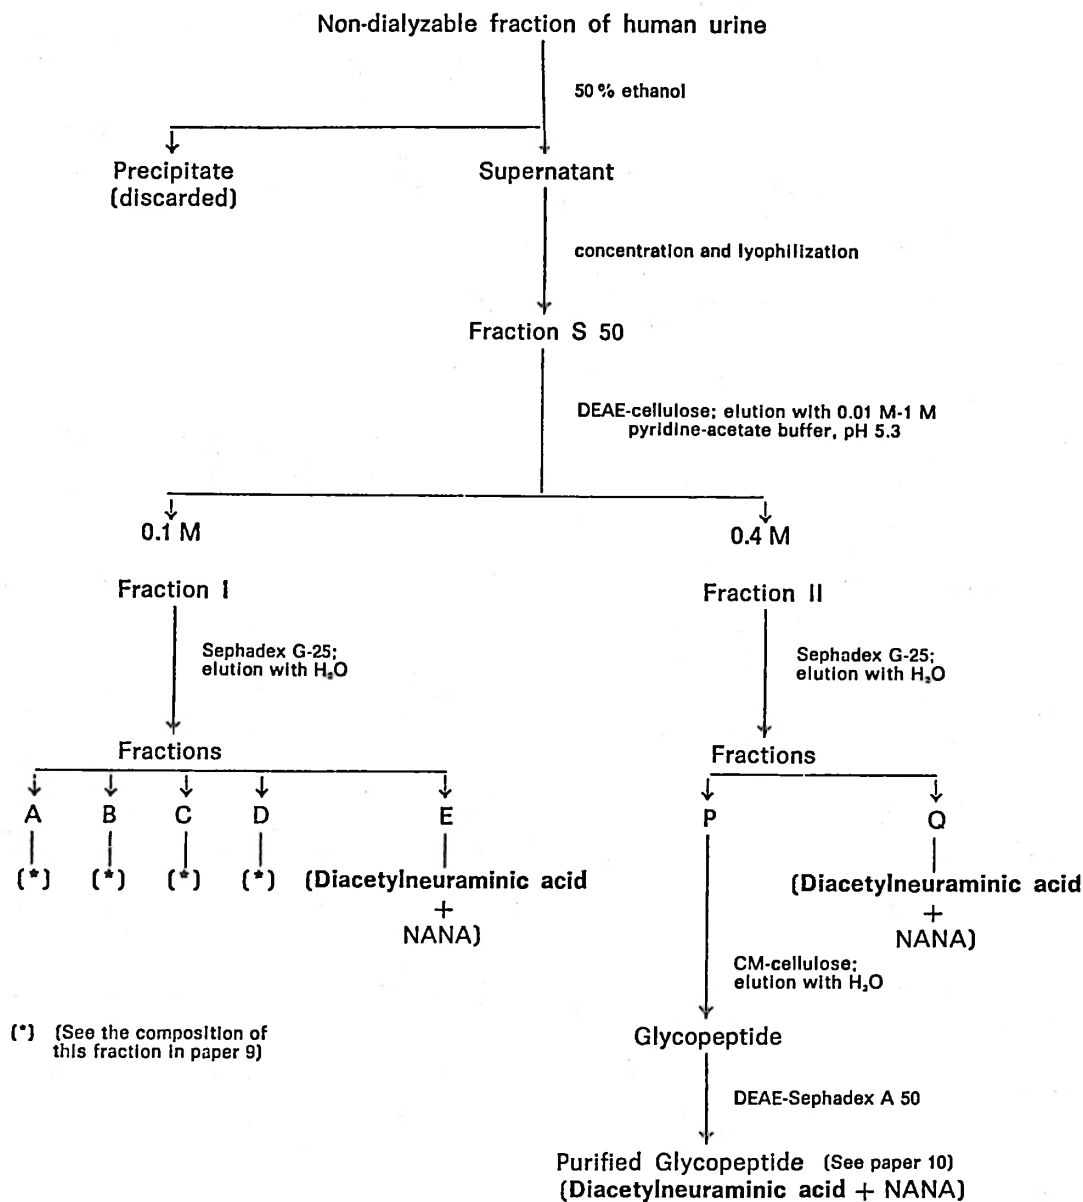 Non-dialyzable fraction of human urine
50% ethanol
Precipitate
(discarded)
Supernatant
concentration and lyophilization
Fraction S 50
DEAE-cellulose; elution with 0.01 M-1 M
pyridine-acetate buffer, pH 5.3
0.1 M
0.4 M
Fraction I
Fraction II
Sephadex G-25;
elution with H₂O
Sephadex G-25;
elution with H₂O
Fractions
Fractions
A B C D E
P Q
(*) (*) (*) (*) (Diacetylneuraminic acid
+
NANA)
(Diacetylneuraminic acid
+
NANA)
CM-cellulose;
elution with H₂O
(*) (See the composition of
this fraction in paper 9)
Glycopeptide
DEAE-Sephadex A 50
Purified Glycopeptide (See paper 10)
(Diacetylneuraminic acid + NANA)